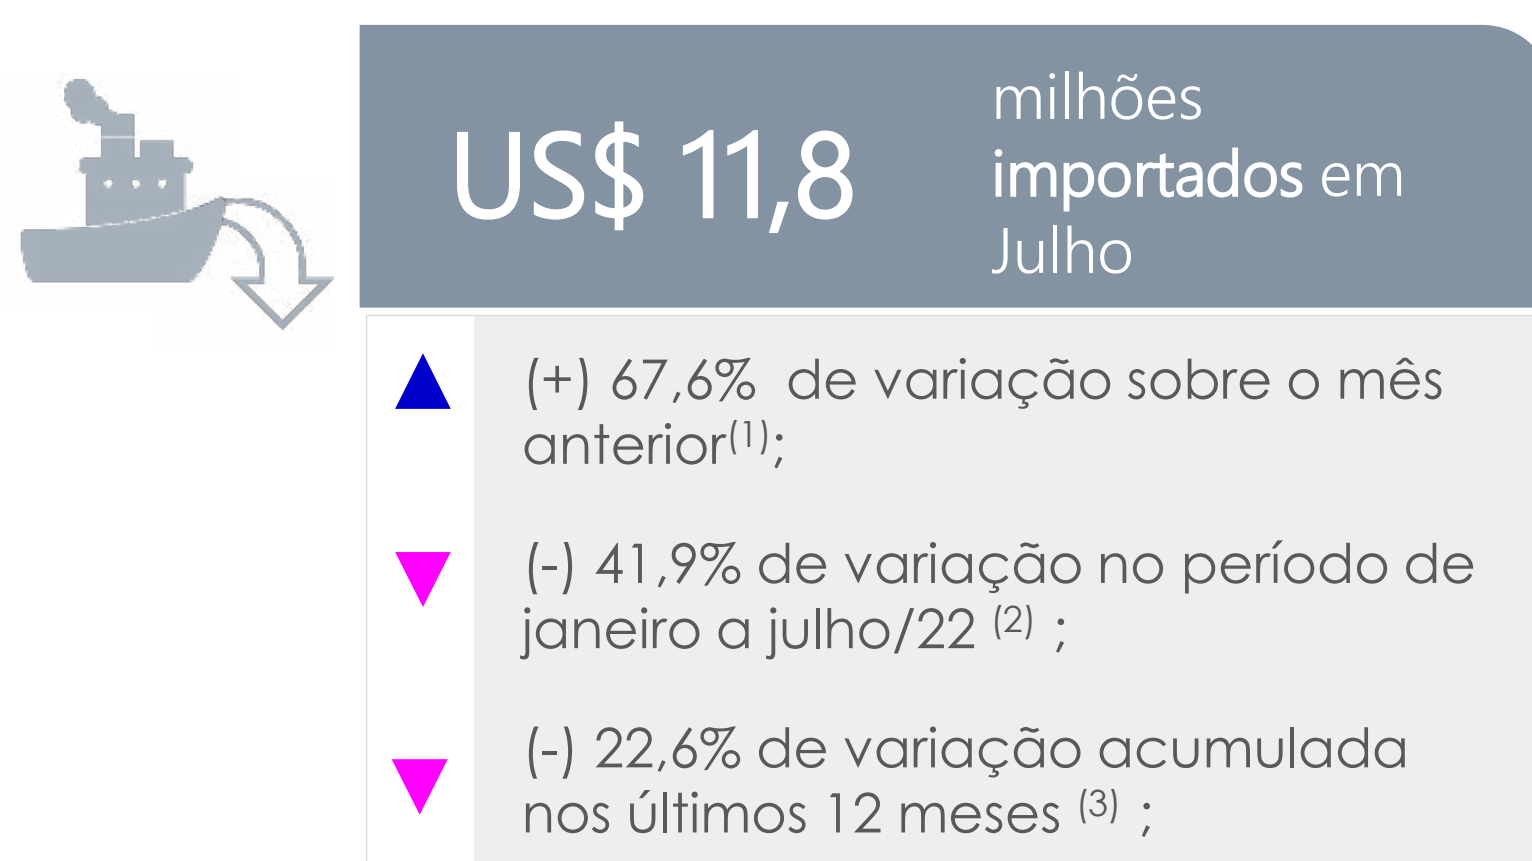 US$ 11,8
milhões
importados em
Julho
(+) 67,6% de variação sobre o mês
anterior(1);
(-) 41,9% de variação no período de
janeiro a julho/22 (2) ;
(-) 22,6% de variação acumulada
nos últimos 12 meses (3) ;